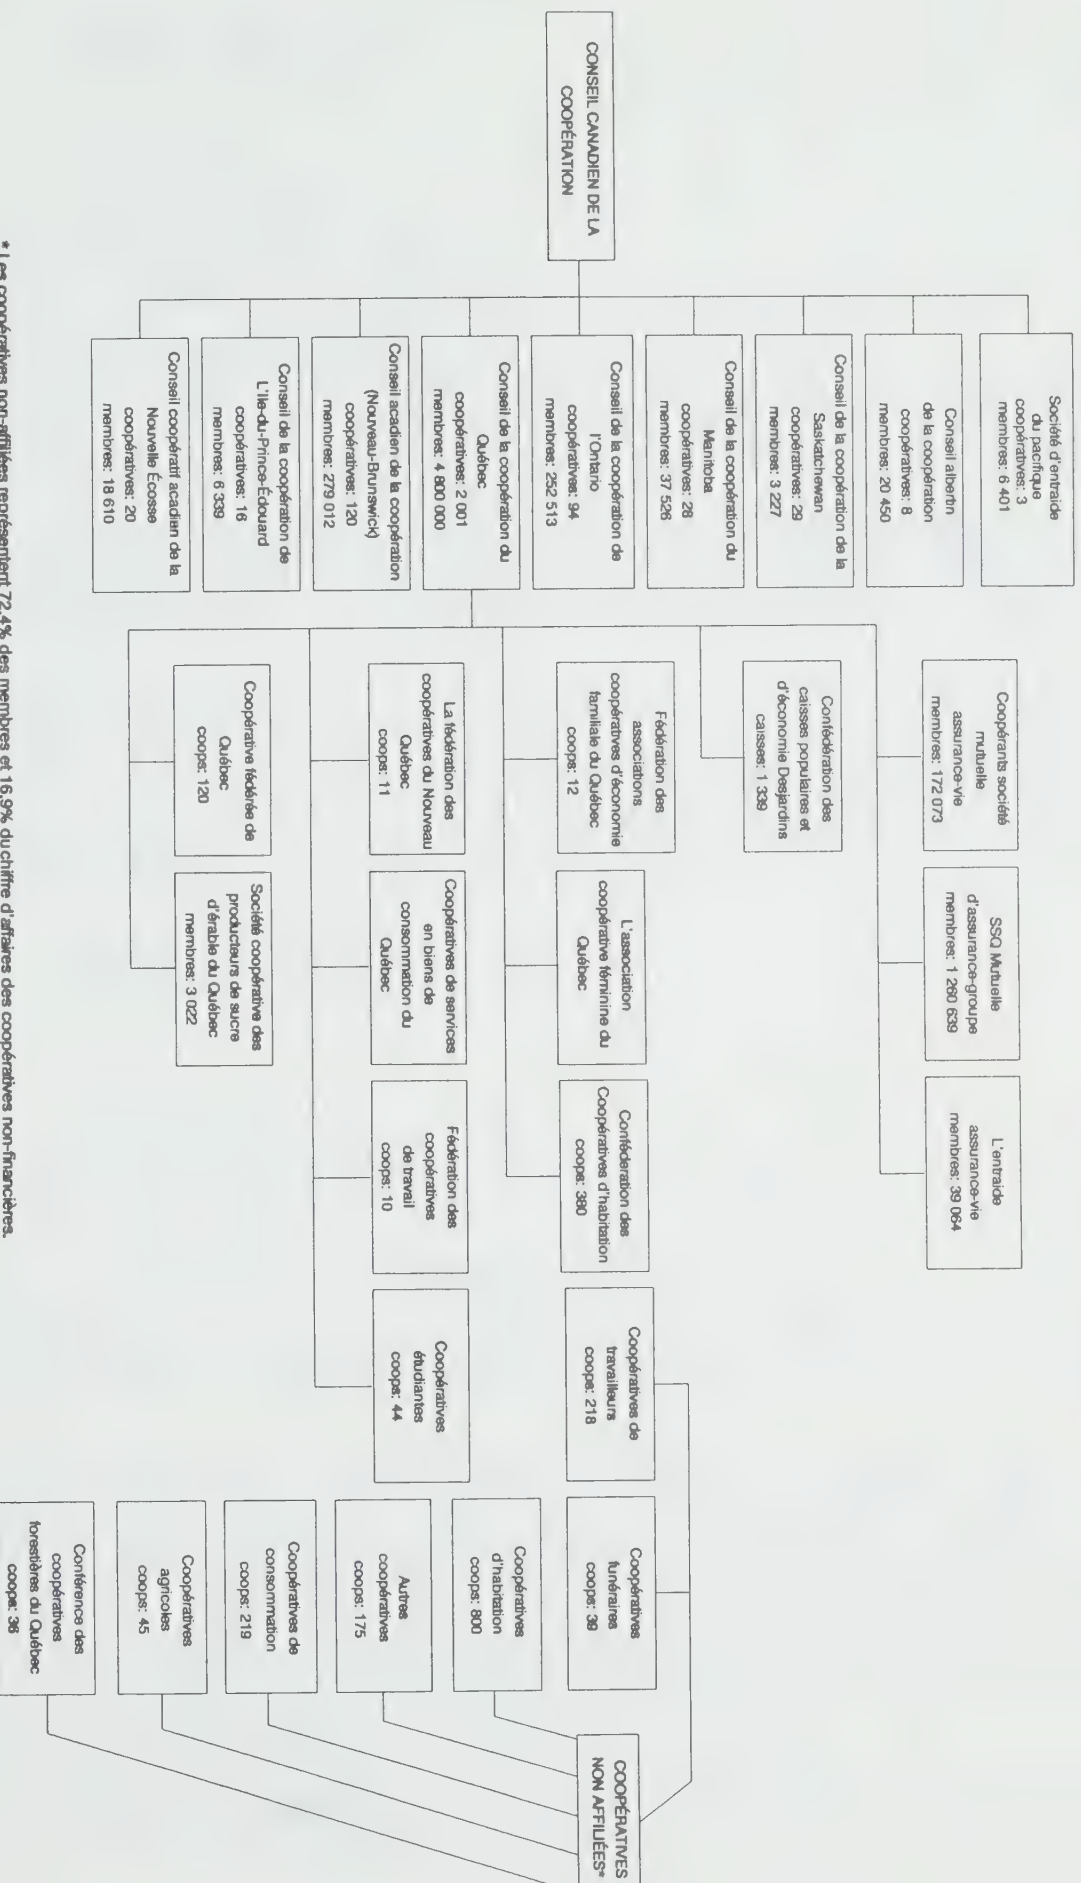 CONSEIL CANADIEN DE LA
COOPÉRATION
Société d'entraide
du pacifique
coopératives: 3
membres: 6 401
Conseil albertin
de la coopération
coopératives: 8
membres: 20 450
Conseil de la coopération de la
Saskatchewan
coopératives: 29
membres: 3 227
Conseil de la coopération du
Manitoba
coopératives: 28
membres: 37 526
Conseil de la coopération de
l'Ontario
coopératives: 94
membres: 252 513
Conseil de la coopération du
Québec
coopératives: 2 001
membres: 4 800 000
Conseil acadien de la coopération
(Nouveau-Brunswick)
coopératives: 120
membres: 279 012
Conseil de la coopération de
L'Ile-du-Prince-Édouard
coopératives: 16
membres: 6 339
Conseil coopératif acadien de la
Nouvelle Écosse
coopératives: 20
membres: 18 610
Coopérants société
mutuelle
assurance-vie
membres: 172 073
SSQ Mutuelle
d'assurance-groupe
membres: 1 260 639
L'entraide
assurance-vie
membres: 39 064
Confédération des
caisses populaires et
d'économie Desjardins
caisses: 1 339
Fédération des
associations
coopératives d'économie
familiale du Québec
coops: 12
L'association
coopérative féminine du
Québec
Conféderation des
Coopératives d'habitation
coops: 380
La fédération des
coopératives du Nouveau
Québec
coops: 11
Coopératives de services
en biens de
consommation du
Québec
Fédération des
coopératives
de travail
coops: 10
Coopératives
étudiantes
coops: 44
Coopérative fédérée de
Québec
coops: 120
Société coopérative des
producteurs de sucre
d'érable du Québec
membres: 3 022
Coopératives de
travailleurs
coops: 218
Coopératives
funéraires
coops: 39
Coopératives
d'habitation
coops: 800
Autres
coopératives
coops: 175
Coopératives de
consommation
coops: 219
Coopératives
agricoles
coops: 45
Conférence des
coopératives
forestières du Québec
coops: 36
COOPÉRATIVES
NON AFFILIÉES*
* Les coopératives non-affiliées représentent 72,4% des membres et 16,9% du chiffre d'affaires des coopératives non-financières.